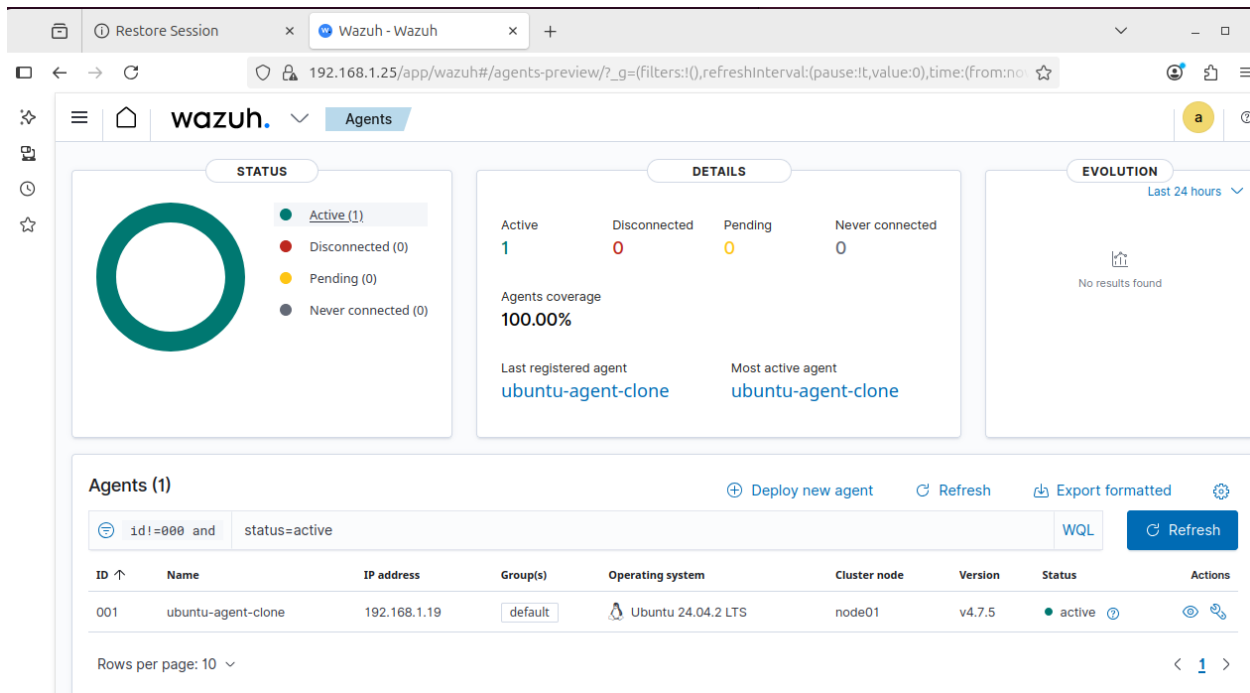 Restore Session
Wazuh - Wazuh
192.168.1.25/app/wazuh#/agents-preview/?_g=(filters:!(),refreshInterval:(pause:!t,value:0),time:(from:no
wazuh.
Agents
a
STATUS
Active (1)
Disconnected (0)
Pending (0)
Never connected (0)
DETAILS
Active
Disconnected
Pending
Never connected
1
0
0
0
Agents coverage
100.00%
Last registered agent
Most active agent
ubuntu-agent-clone
ubuntu-agent-clone
EVOLUTION
Last 24 hours
No results found
Agents (1)
Deploy new agent
Refresh
Export formatted
id!=000 and
status=active
WQL
Refresh
ID Name IP address Group(s) Operating system Cluster node Version Status Actions
001 ubuntu-agent-clone 192.168.1.19 default Ubuntu 24.04.2 LTS node01 v4.7.5 active
Rows per page: 10
1